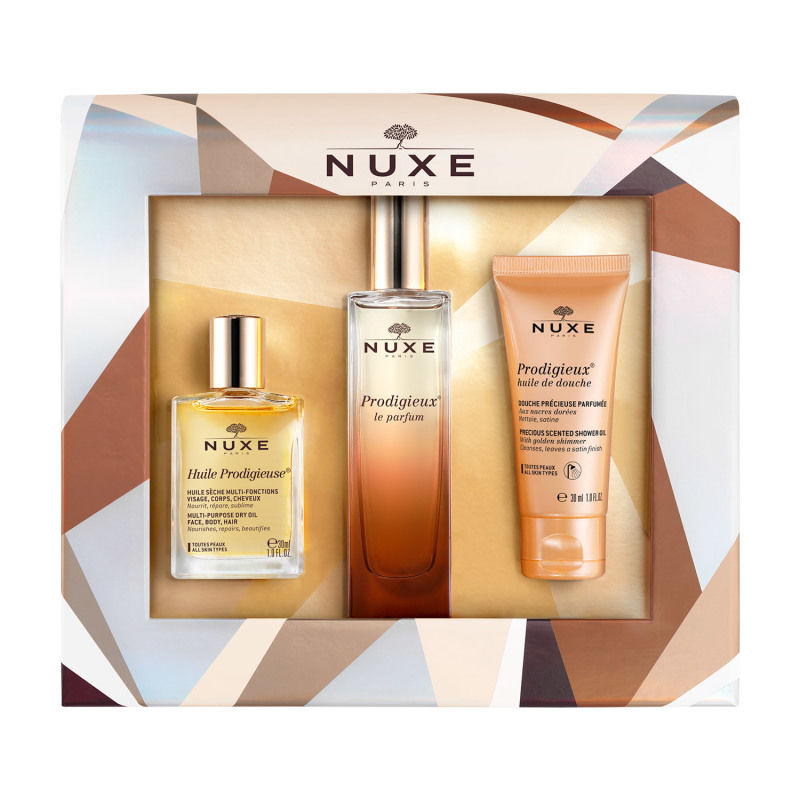 NUXE
PARIS
NUXE
PARIS
Huile Prodigieuse®
HUILE SÈCHE MULTI-FONCTIONS
VISAGE, CORPS, CHEVEUX
Nourrit, répare, sublime
MULTI-PURPOSE DRY OIL
FACE, BODY, HAIR
Nourishes, repairs, beautifies
TOUTES PEAUX
ALL SKIN TYPES
℮30ml
1.0 FL.OZ.
NUXE
PARIS
Prodigieux®
le parfum
NUXE
PARIS
Prodigieux®
huile de douche
DOUCHE PRÉCIEUSE PARFUMÉE
Aux nacres dorées
Nettoie, satine
PRECIOUS SCENTED SHOWER OIL
With golden shimmer
Cleanses, leaves a satin finish
TOUTES PEAUX
ALL SKIN TYPES
℮ 30 ml 1.0 FL.OZ.